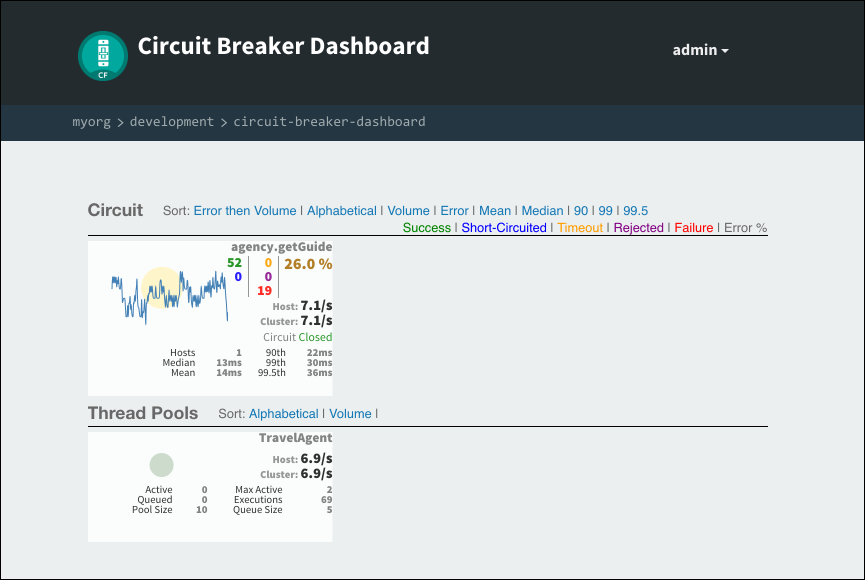 CF
Circuit Breaker Dashboard
admin
myorg > development > circuit-breaker-dashboard
Circuit Sort: Error then Volume | Alphabetical | Volume | Error | Mean | Median | 90 | 99 | 99.5
Success | Short-Circuited | Timeout | Rejected | Failure | Error %
agency.getGuide
52 0 26.0 %
0 0
19
Host: 7.1/s
Cluster: 7.1/s
Circuit Closed
Hosts 1 90th 22ms
Median 13ms 99th 30ms
Mean 14ms 99.5th 36ms
Thread Pools Sort: Alphabetical | Volume |
TravelAgent
Host: 6.9/s
Cluster: 6.9/s
Active 0 Max Active 2
Queued 0 Executions 69
Pool Size 10 Queue Size 5